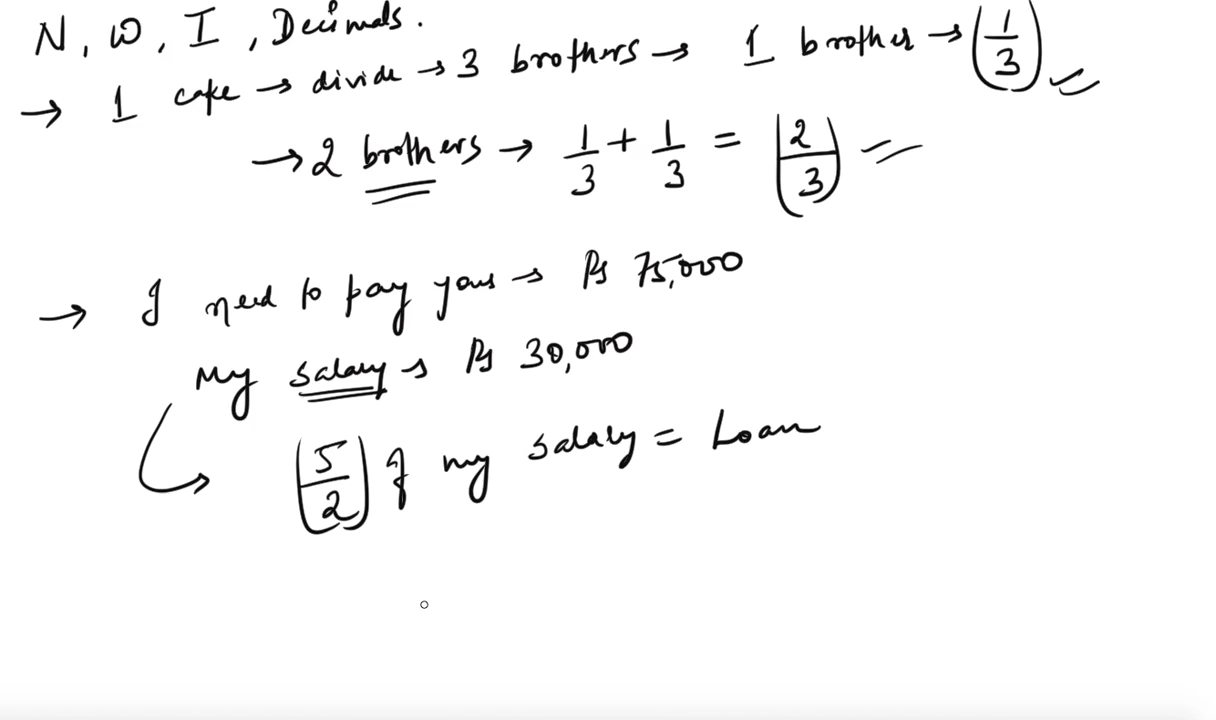 N, W, I, Decimals.
→ 1 cake → divide → 3 brothers → 1 brother → (1/3)
→ 2 brothers → 1/3 + 1/3 = (2/3)
→ I need to pay you → Rs 75,000
My salary → Rs 30,000
(5/2) of my salary = Loan